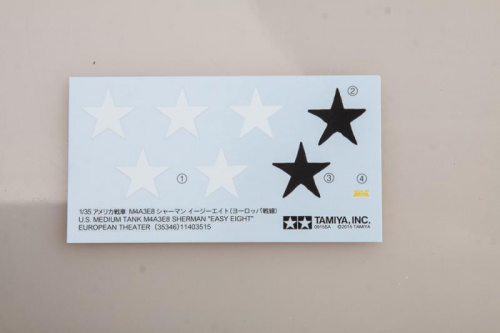 ②
①
③
④
1/35 アメリカ戦車 M4A3E8 シャーマン イージーエイト (ヨーロッパ戦線)
U.S. MEDIUM TANK M4A3E8 SHERMAN "EASY EIGHT"
EUROPEAN THEATER (35346)11403515
TAMIYA, INC.
©2015 TAMIYA